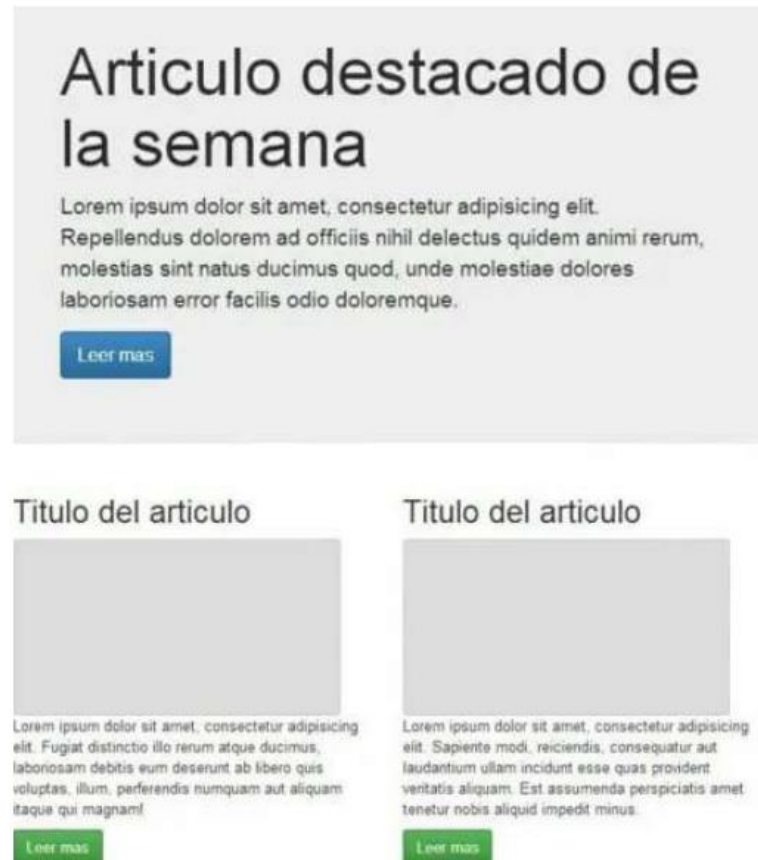 Articulo destacado de
la semana
Lorem ipsum dolor sit amet, consectetur adipisicing elit.
Repellendus dolorem ad officiis nihil delectus quidem animi rerum,
molestias sint natus ducimus quod, unde molestiae dolores
laboriosam error facilis odio doloremque.
Leer mas
Titulo del articulo
Lorem ipsum dolor sit amet, consectetur adipisicing
elit. Fugiat distinctio illo rerum atque ducimus,
laboriosam debitis eum deserunt ab libero quis
voluptas, illum, perferendis numquam aut aliquam
itaque qui magnam!
Leer mas
Titulo del articulo
Lorem ipsum dolor sit amet, consectetur adipisicing
elit. Sapiente modi, reiciendis, consequatur aut
laudantium ullam incidunt esse quas provident
veritatis aliquam. Est assumenda perspiciatis amet
tenetur nobis aliquid impedit minus.
Leer mas